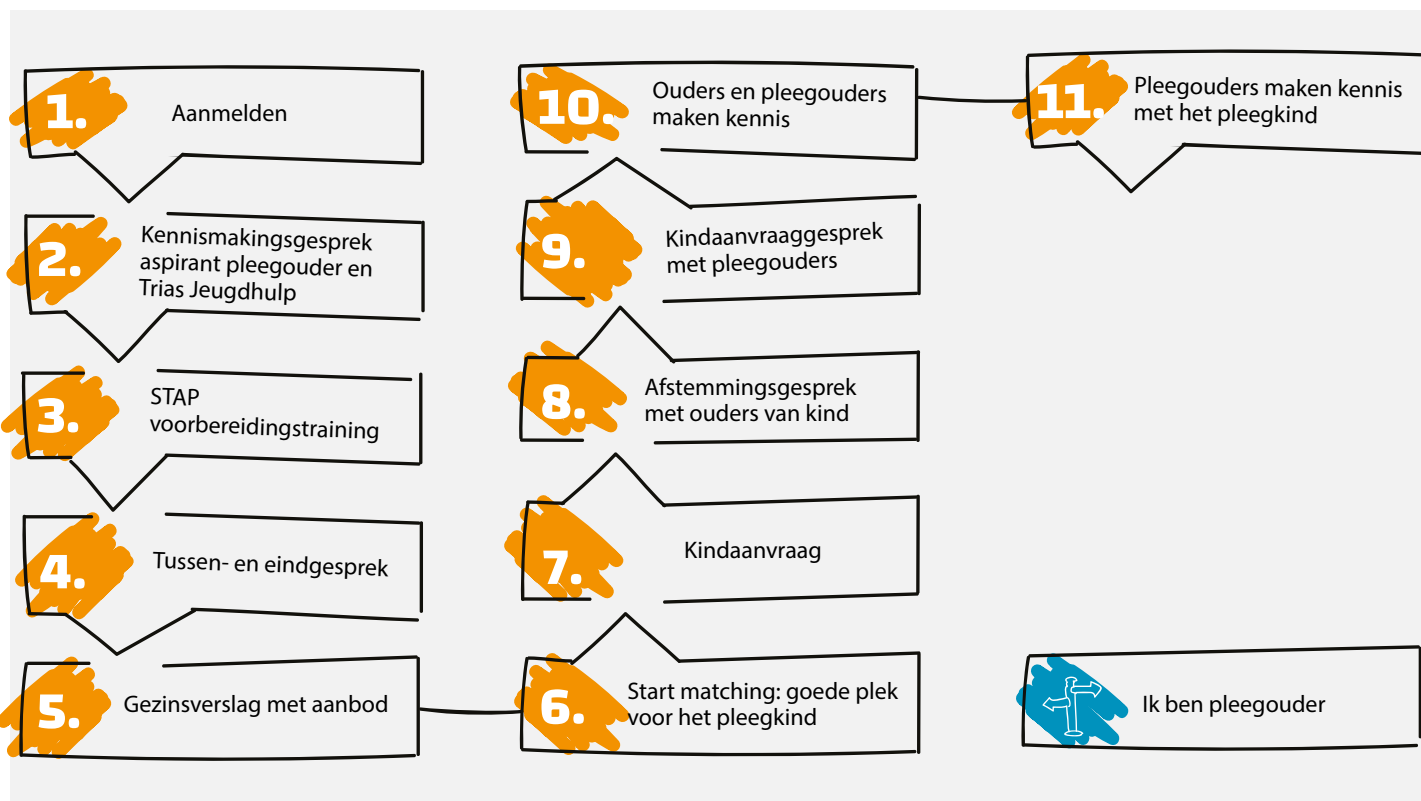 1.
Aanmelden
2.
Kennismakingsgesprek
aspirant pleegouder en
Trias Jeugdhulp
3.
STAP
voorbereidingstraining
4.
Tussen- en eindgesprek
5.
Gezinsverslag met aanbod
6.
Start matching: goede plek
voor het pleegkind
7.
Kindaanvraag
8.
Afstemmingsgesprek
met ouders van kind
9.
Kindaanvraaggesprek
met pleegouders
10.
Ouders en pleegouders
maken kennis
11.
Pleegouders maken kennis
met het pleegkind
Ik ben pleegouder